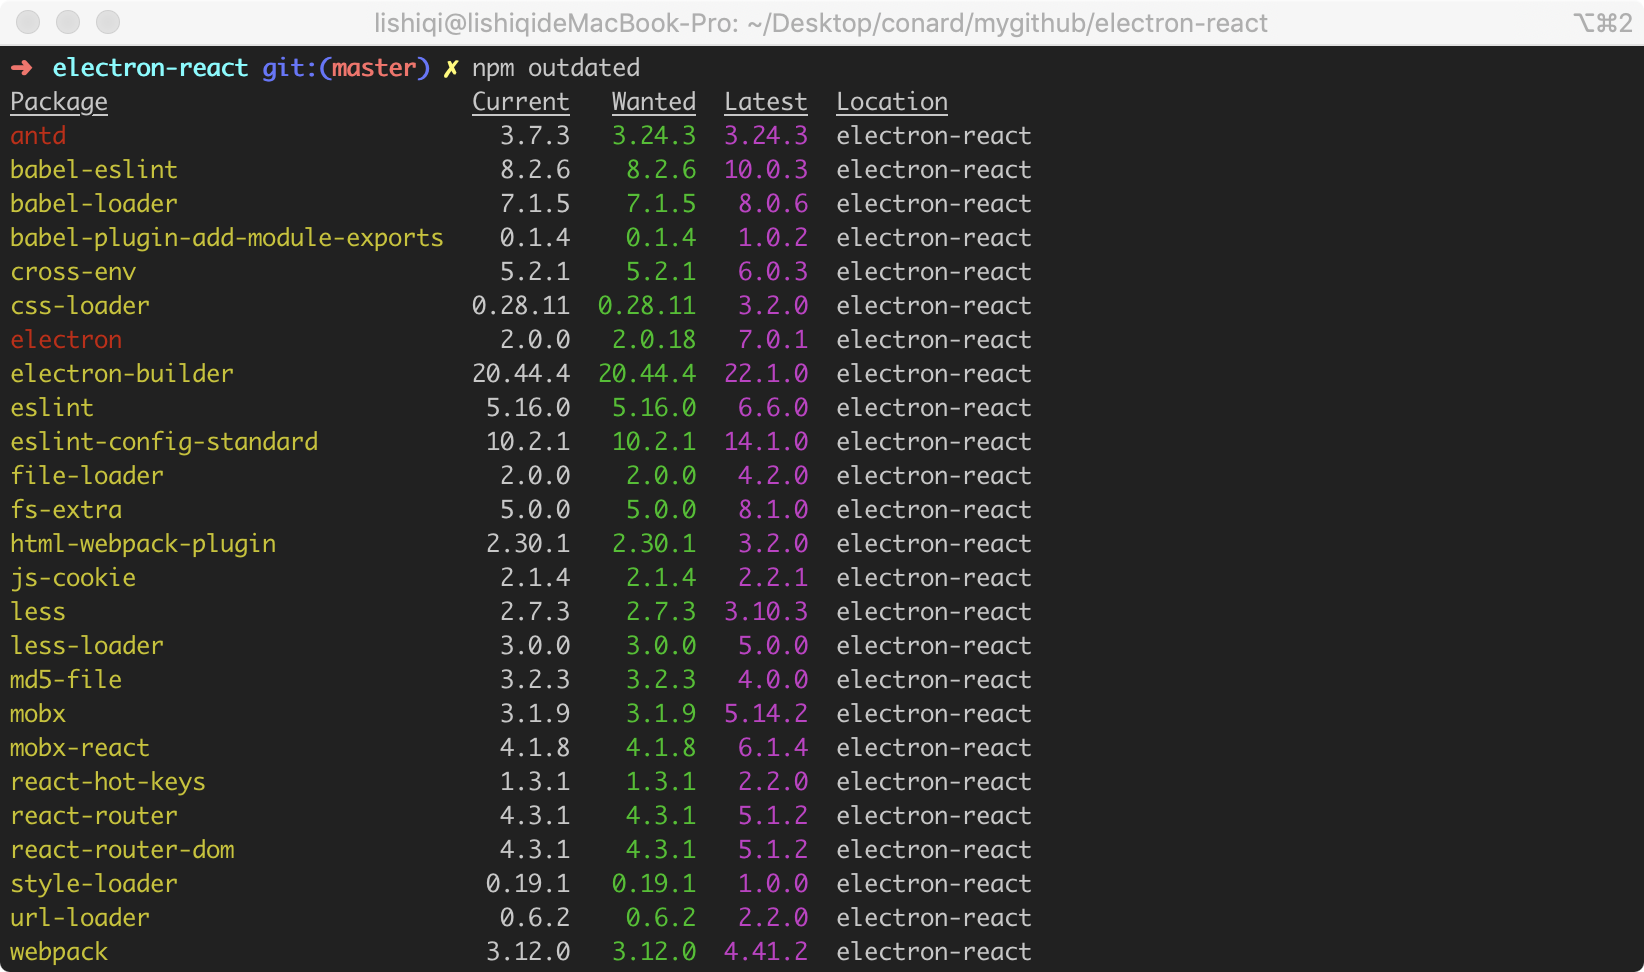 lishiqi@lishiqideMacBook-Pro: ~/Desktop/conard/mygithub/electron-react ⌥⌘2
➜ electron-react git:(master) ✗ npm outdated
Package Current Wanted Latest Location
antd 3.7.3 3.24.3 3.24.3 electron-react
babel-eslint 8.2.6 8.2.6 10.0.3 electron-react
babel-loader 7.1.5 7.1.5 8.0.6 electron-react
babel-plugin-add-module-exports 0.1.4 0.1.4 1.0.2 electron-react
cross-env 5.2.1 5.2.1 6.0.3 electron-react
css-loader 0.28.11 0.28.11 3.2.0 electron-react
electron 2.0.0 2.0.18 7.0.1 electron-react
electron-builder 20.44.4 20.44.4 22.1.0 electron-react
eslint 5.16.0 5.16.0 6.6.0 electron-react
eslint-config-standard 10.2.1 10.2.1 14.1.0 electron-react
file-loader 2.0.0 2.0.0 4.2.0 electron-react
fs-extra 5.0.0 5.0.0 8.1.0 electron-react
html-webpack-plugin 2.30.1 2.30.1 3.2.0 electron-react
js-cookie 2.1.4 2.1.4 2.2.1 electron-react
less 2.7.3 2.7.3 3.10.3 electron-react
less-loader 3.0.0 3.0.0 5.0.0 electron-react
md5-file 3.2.3 3.2.3 4.0.0 electron-react
mobx 3.1.9 3.1.9 5.14.2 electron-react
mobx-react 4.1.8 4.1.8 6.1.4 electron-react
react-hot-keys 1.3.1 1.3.1 2.2.0 electron-react
react-router 4.3.1 4.3.1 5.1.2 electron-react
react-router-dom 4.3.1 4.3.1 5.1.2 electron-react
style-loader 0.19.1 0.19.1 1.0.0 electron-react
url-loader 0.6.2 0.6.2 2.2.0 electron-react
webpack 3.12.0 3.12.0 4.41.2 electron-react